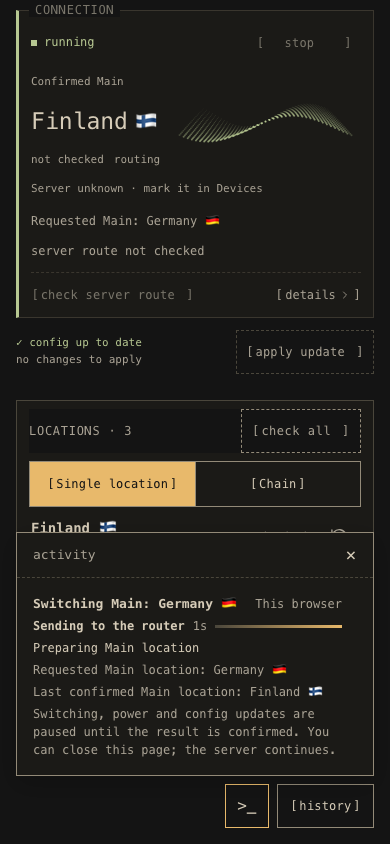 CONNECTION
running [ stop ]
Confirmed Main
Finland 🇫🇮
not checked routing
Server unknown · mark it in Devices
Requested Main: Germany 🇩🇪
server route not checked
[check server route ] [details > ]
✓ config up to date
no changes to apply
[apply update ]
LOCATIONS · 3 [check all ]
[Single location] [Chain]
Finland 🇫🇮
activity ×
Switching Main: Germany 🇩🇪 This browser
Sending to the router 1s
Preparing Main location
Requested Main location: Germany 🇩🇪
Last confirmed Main location: Finland 🇫🇮
Switching, power and config updates are
paused until the result is confirmed. You
can close this page; the server continues.
>_ [history]